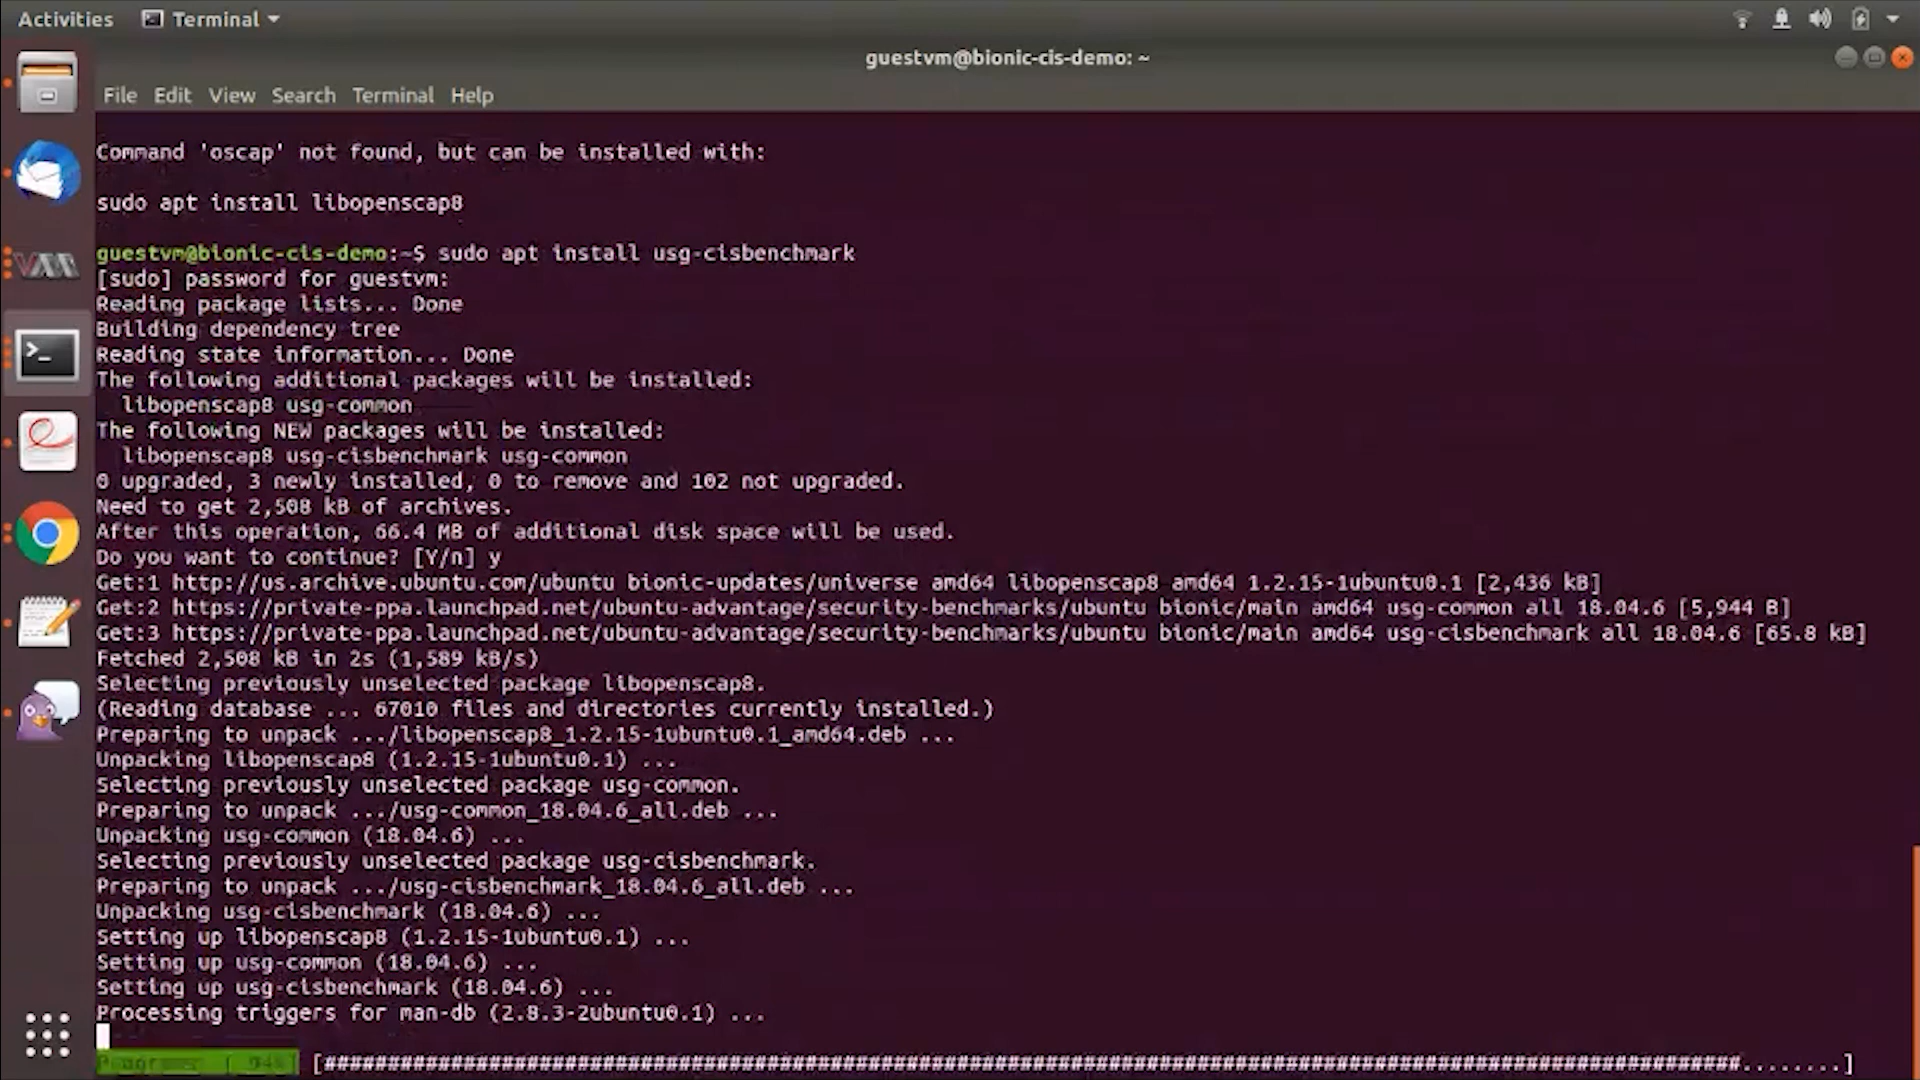 Activities Terminal
guestvm@bionic-cis-demo: ~
File Edit View Search Terminal Help
Command 'oscap' not found, but can be installed with:
sudo apt install libopenscap8
guestvm@bionic-cis-demo:~$ sudo apt install usg-cisbenchmark
[sudo] password for guestvm:
Reading package lists... Done
Building dependency tree
Reading state information... Done
The following additional packages will be installed:
libopenscap8 usg-common
The following NEW packages will be installed:
libopenscap8 usg-cisbenchmark usg-common
0 upgraded, 3 newly installed, 0 to remove and 102 not upgraded.
Need to get 2,508 kB of archives.
After this operation, 66.4 MB of additional disk space will be used.
Do you want to continue? [Y/n] y
Get:1 http://us.archive.ubuntu.com/ubuntu bionic-updates/universe amd64 libopenscap8 amd64 1.2.15-1ubuntu0.1 [2,436 kB]
Get:2 https://private-ppa.launchpad.net/ubuntu-advantage/security-benchmarks/ubuntu bionic/main amd64 usg-common all 18.04.6 [5,944 B]
Get:3 https://private-ppa.launchpad.net/ubuntu-advantage/security-benchmarks/ubuntu bionic/main amd64 usg-cisbenchmark all 18.04.6 [65.8 kB]
Fetched 2,508 kB in 2s (1,589 kB/s)
Selecting previously unselected package libopenscap8.
(Reading database ... 67010 files and directories currently installed.)
Preparing to unpack .../libopenscap8_1.2.15-1ubuntu0.1_amd64.deb ...
Unpacking libopenscap8 (1.2.15-1ubuntu0.1) ...
Selecting previously unselected package usg-common.
Preparing to unpack .../usg-common_18.04.6_all.deb ...
Unpacking usg-common (18.04.6) ...
Selecting previously unselected package usg-cisbenchmark.
Preparing to unpack .../usg-cisbenchmark_18.04.6_all.deb ...
Unpacking usg-cisbenchmark (18.04.6) ...
Setting up libopenscap8 (1.2.15-1ubuntu0.1) ...
Setting up usg-common (18.04.6) ...
Setting up usg-cisbenchmark (18.04.6) ...
Processing triggers for man-db (2.8.3-2ubuntu0.1) ...
Progress: [ 94%]